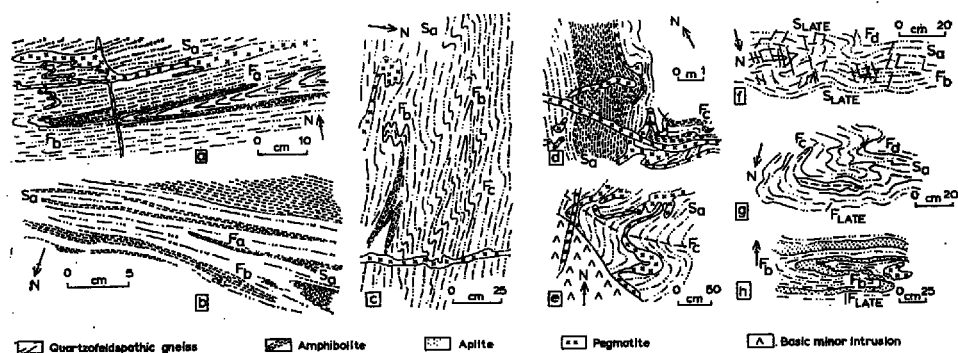 Sa
Fa
Fb
N
0 10
cm
a
Sa
Fa
Fb
Sa
N
0 5
cm
b
N
Sa
Fb
Fb
Fc
c
0 25
cm
N
0 m 1
Fc
d
Sa
Sa
Fc
N
e
0 50
cm
SLATE
Fd
0 cm 20
N
Sa
Fb
f
SLATE
Fc
Fd
N
Sa
g
0 20
cm
FLATE
Fb
Fb
h
FLATE
0 cm 25
Quartzofeldspathic gneiss
Amphibolite
Aplite
Pegmatite
Basic minor intrusion